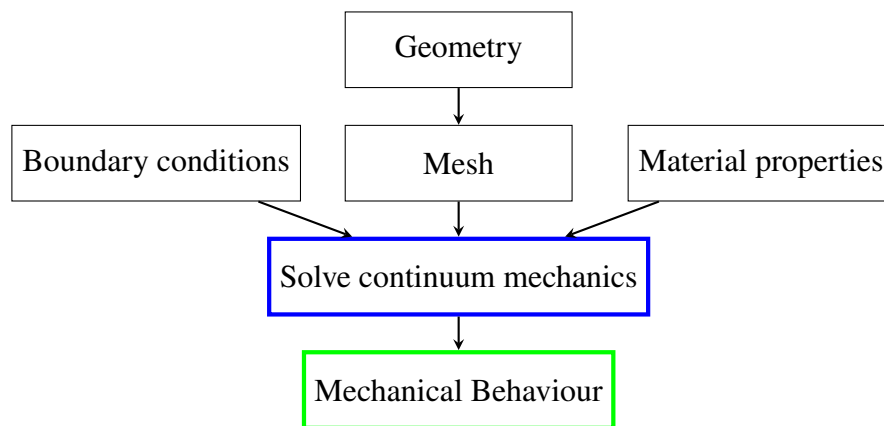 Geometry
Boundary conditions
Mesh
Material properties
Solve continuum mechanics
Mechanical Behaviour